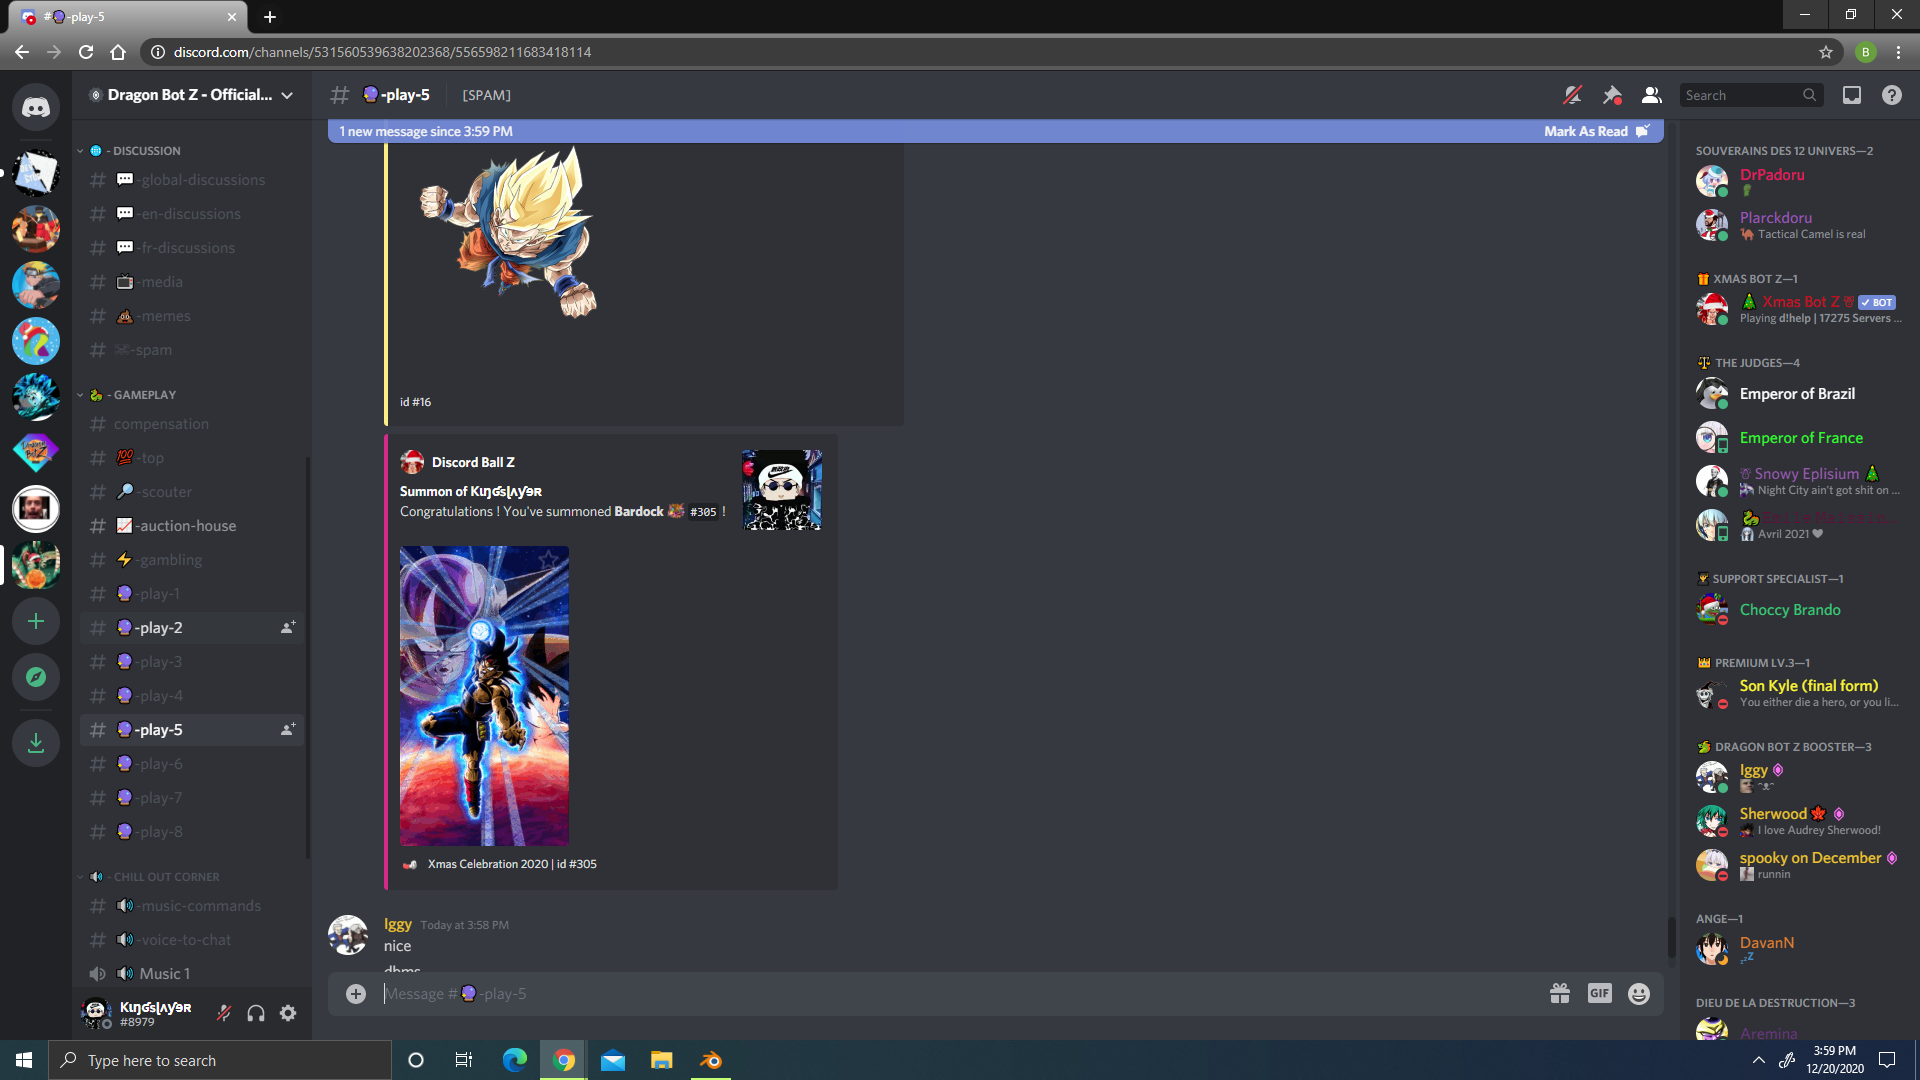 #🔮-play-5
discord.com/channels/531560539638202368/556598211683418114
B
Dragon Bot Z - Official...
#🔮-play-5
[SPAM]
Search
1 new message since 3:59 PM
Mark As Read
- DISCUSSION
-global-discussions
-en-discussions
-fr-discussions
-media
-memes
-spam
- GAMEPLAY
compensation
💯-top
-scouter
-auction-house
-gambling
-play-1
-play-2
-play-3
-play-4
-play-5
-play-6
-play-7
-play-8
- CHILL OUT CORNER
-music-commands
-voice-to-chat
Music 1
#8979
id #16
Discord Ball Z
Summon of
Congratulations ! You've summoned Bardock #305 !
Xmas Celebration 2020 | id #305
Iggy Today at 3:58 PM
nice
dbms
Message #🔮-play-5
GIF
SOUVERAINS DES 12 UNIVERS—2
DrPadoru
Plarckdoru
Tactical Camel is real
XMAS BOT Z—1
Xmas Bot Z
BOT
Playing d!help | 17275 Servers ...
THE JUDGES—4
Emperor of Brazil
Emperor of France
Snowy Eplisium
Night City ain't got shit on ...
Avril 2021
SUPPORT SPECIALIST—1
Choccy Brando
PREMIUM LV.3—1
Son Kyle (final form)
You either die a hero, or you li...
DRAGON BOT Z BOOSTER—3
Iggy
Sherwood
I love Audrey Sherwood!
spooky on December
runnin
ANGE—1
DavanN
DIEU DE LA DESTRUCTION—3
Aremina
Type here to search
3:59 PM
12/20/2020